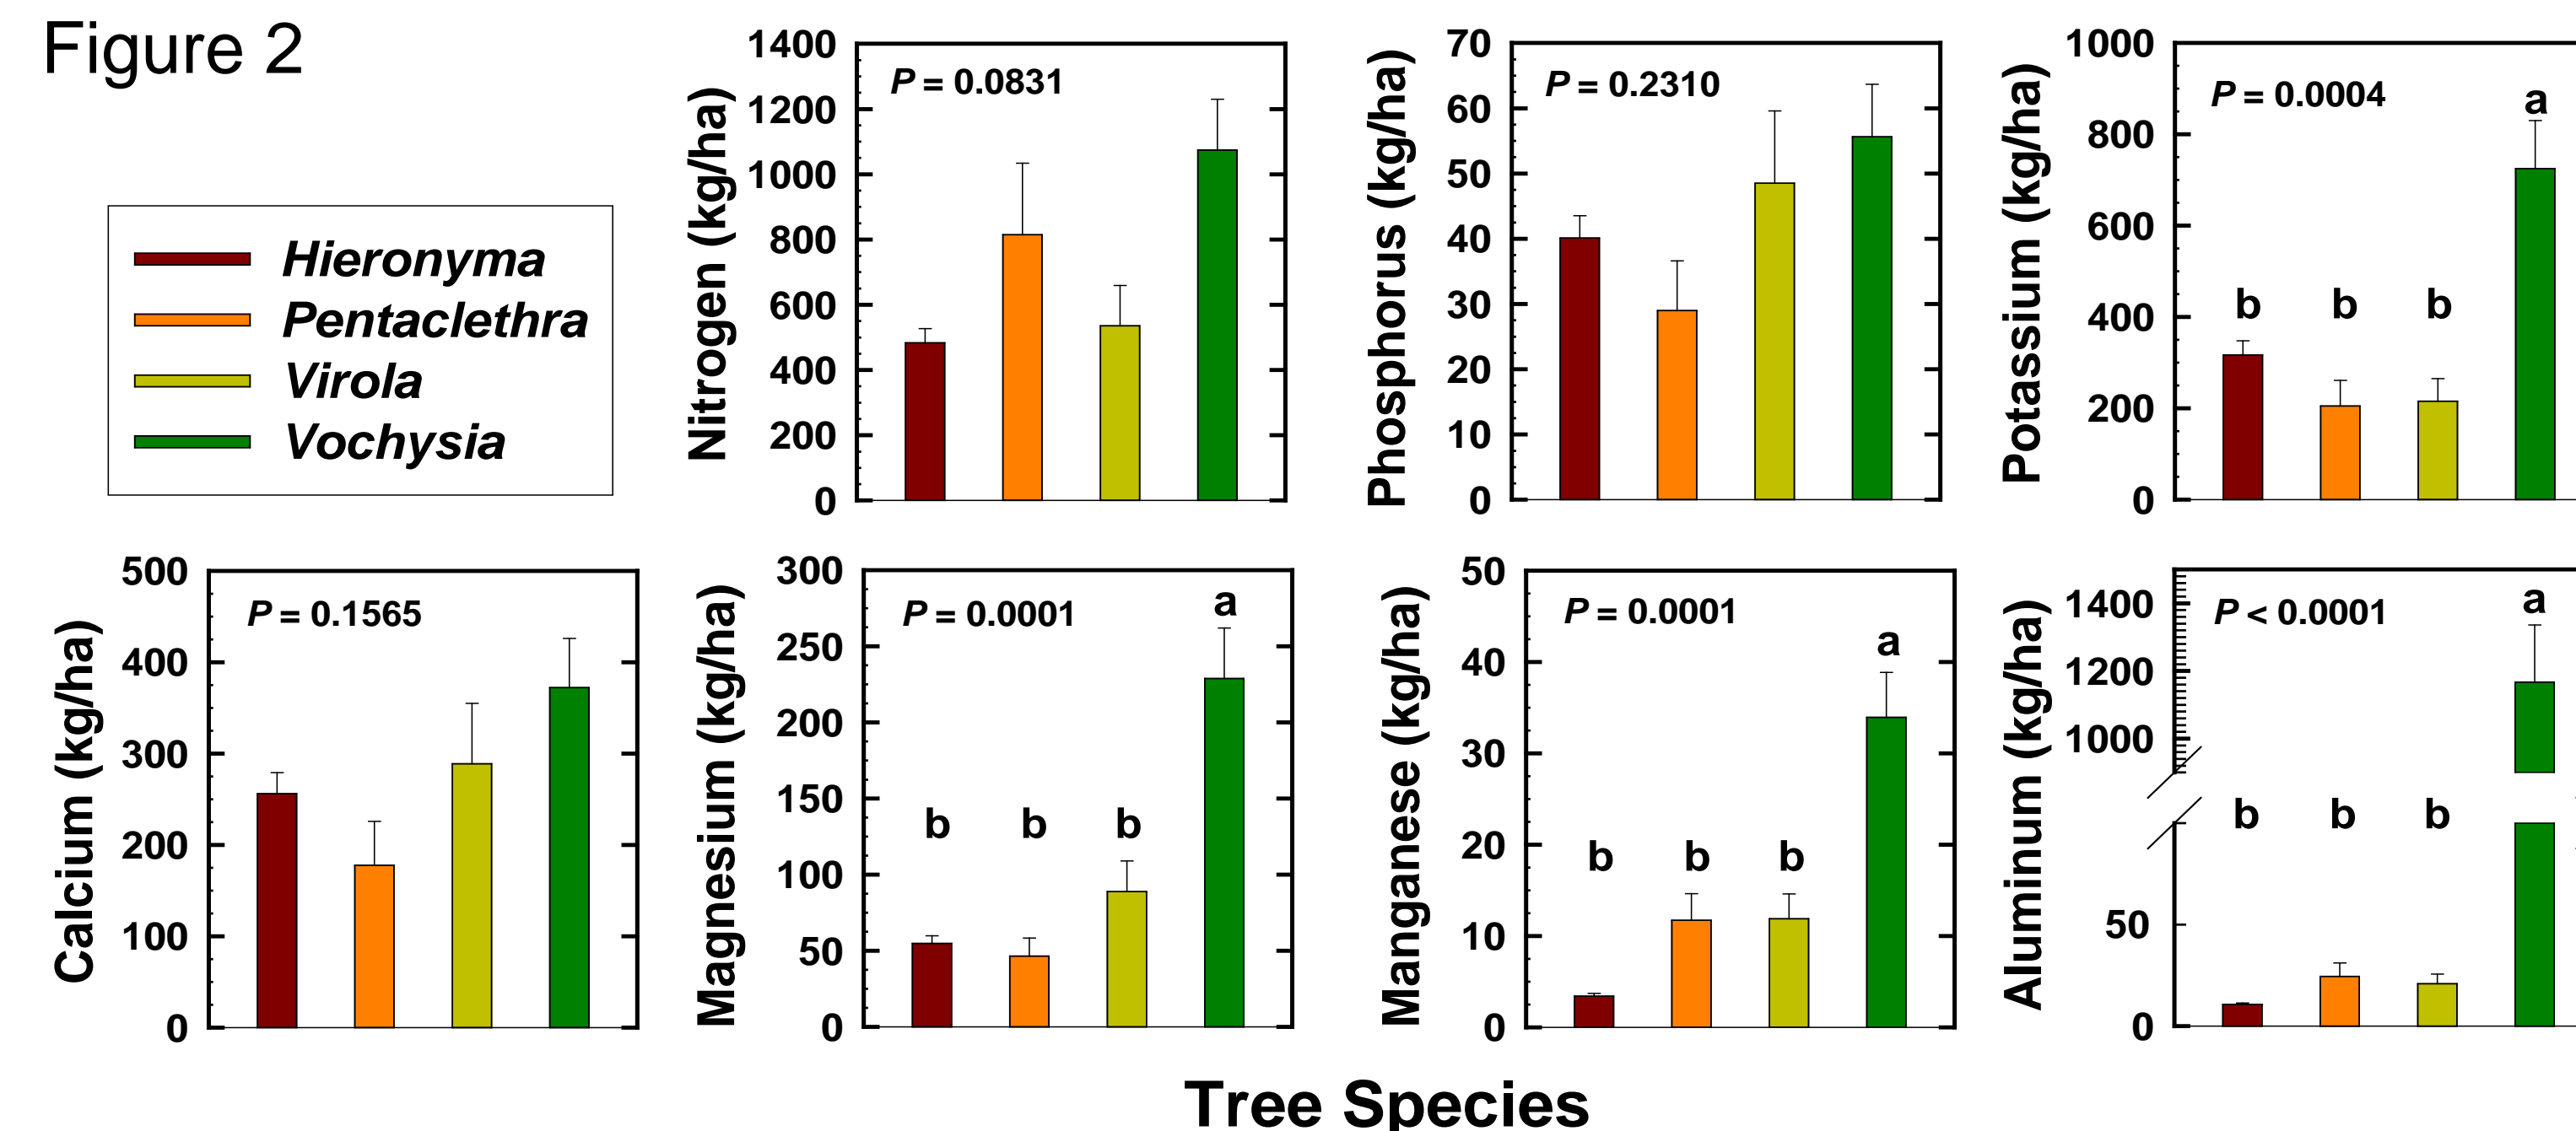 Figure 2
Hieronyma
Pentaclethra
Virola
Vochysia
Nitrogen (kg/ha)
1400
1200
1000
800
600
400
200
0
P = 0.0831
Phosphorus (kg/ha)
70
60
50
40
30
20
10
0
P = 0.2310
Potassium (kg/ha)
1000
800
600
400
200
0
P = 0.0004
a
b b b
Calcium (kg/ha)
500
400
300
200
100
0
P = 0.1565
Magnesium (kg/ha)
300
250
200
150
100
50
0
P = 0.0001
a
b b b
Manganese (kg/ha)
50
40
30
20
10
0
P = 0.0001
a
b b b
Aluminum (kg/ha)
1400
1200
1000
50
0
P < 0.0001
a
b b b
Tree Species